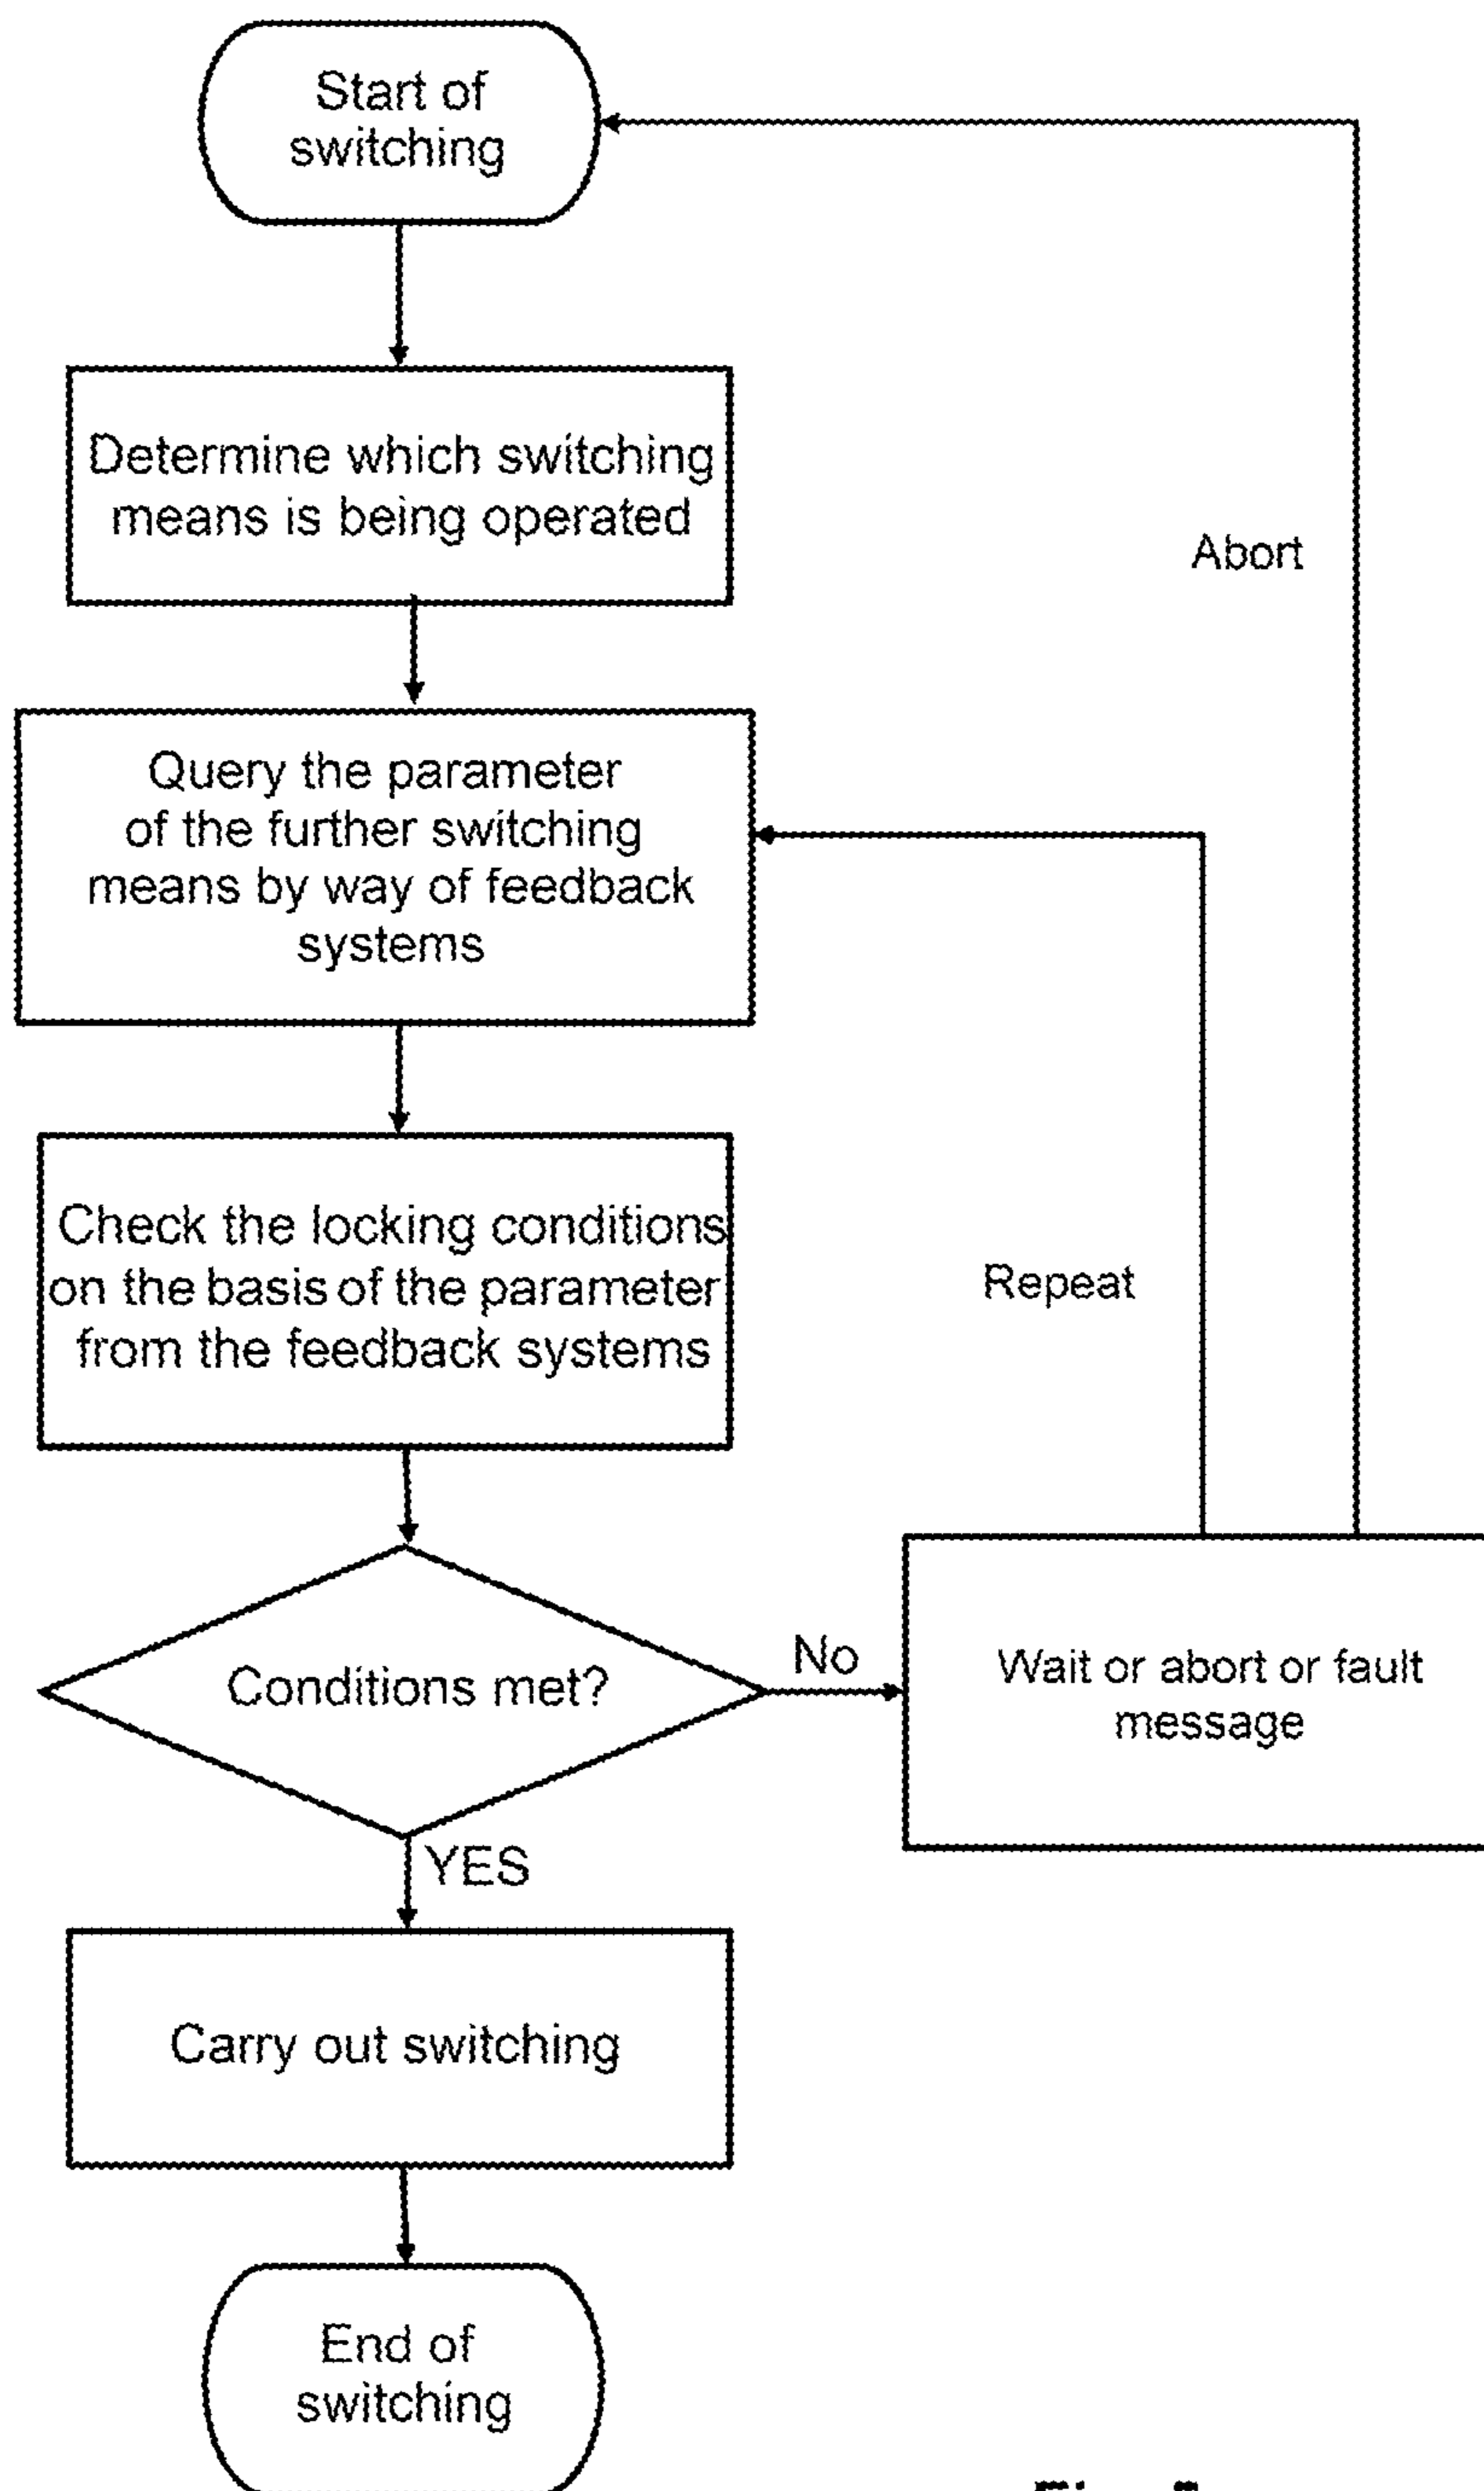 Start of
switching
Determine which switching
means is being operated
Abort
Query the parameter
of the further switching
means by way of feedback
systems
Check the locking conditions
on the basis of the parameter
from the feedback systems
Repeat
Conditions met?
No
Wait or abort or fault
message
YES
Carry out switching
End of
switching